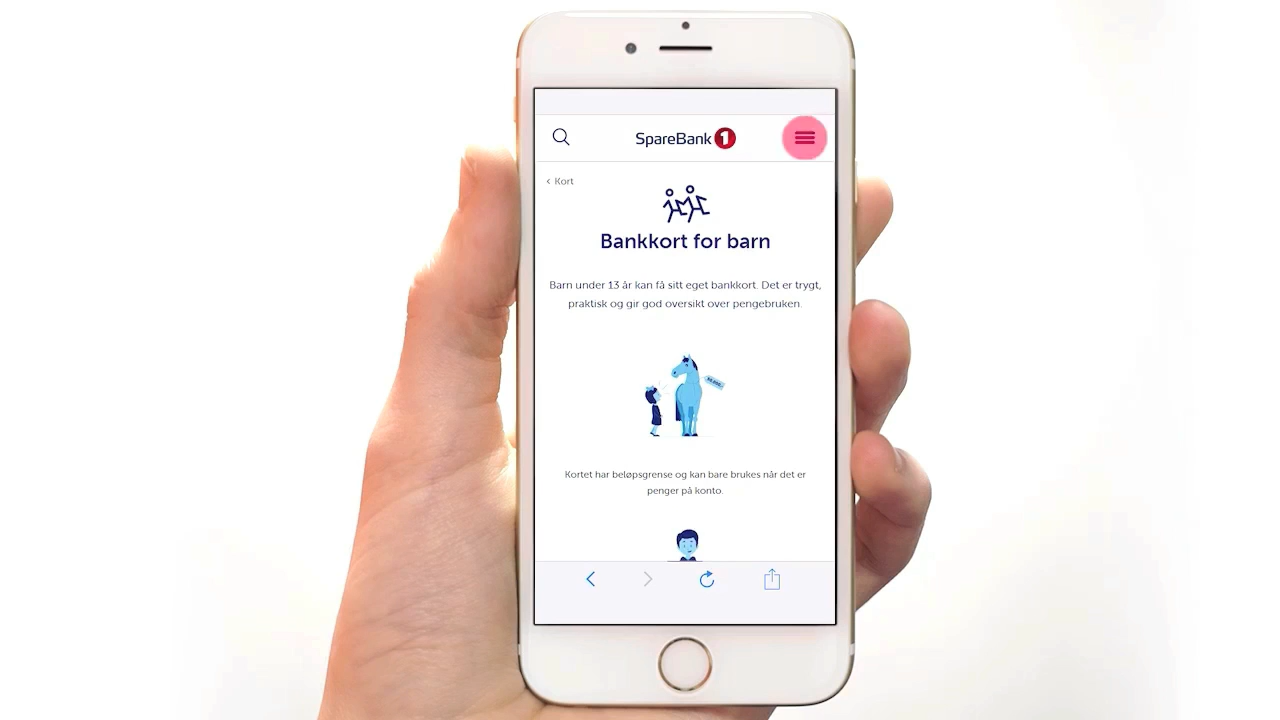 SpareBank 1
< Kort
Bankkort for barn
Barn under 13 år kan få sitt eget bankkort. Det er trygt,
praktisk og gir god oversikt over pengebruken.
Kortet har beløpsgrense og kan bare brukes når det er
penger på konto.